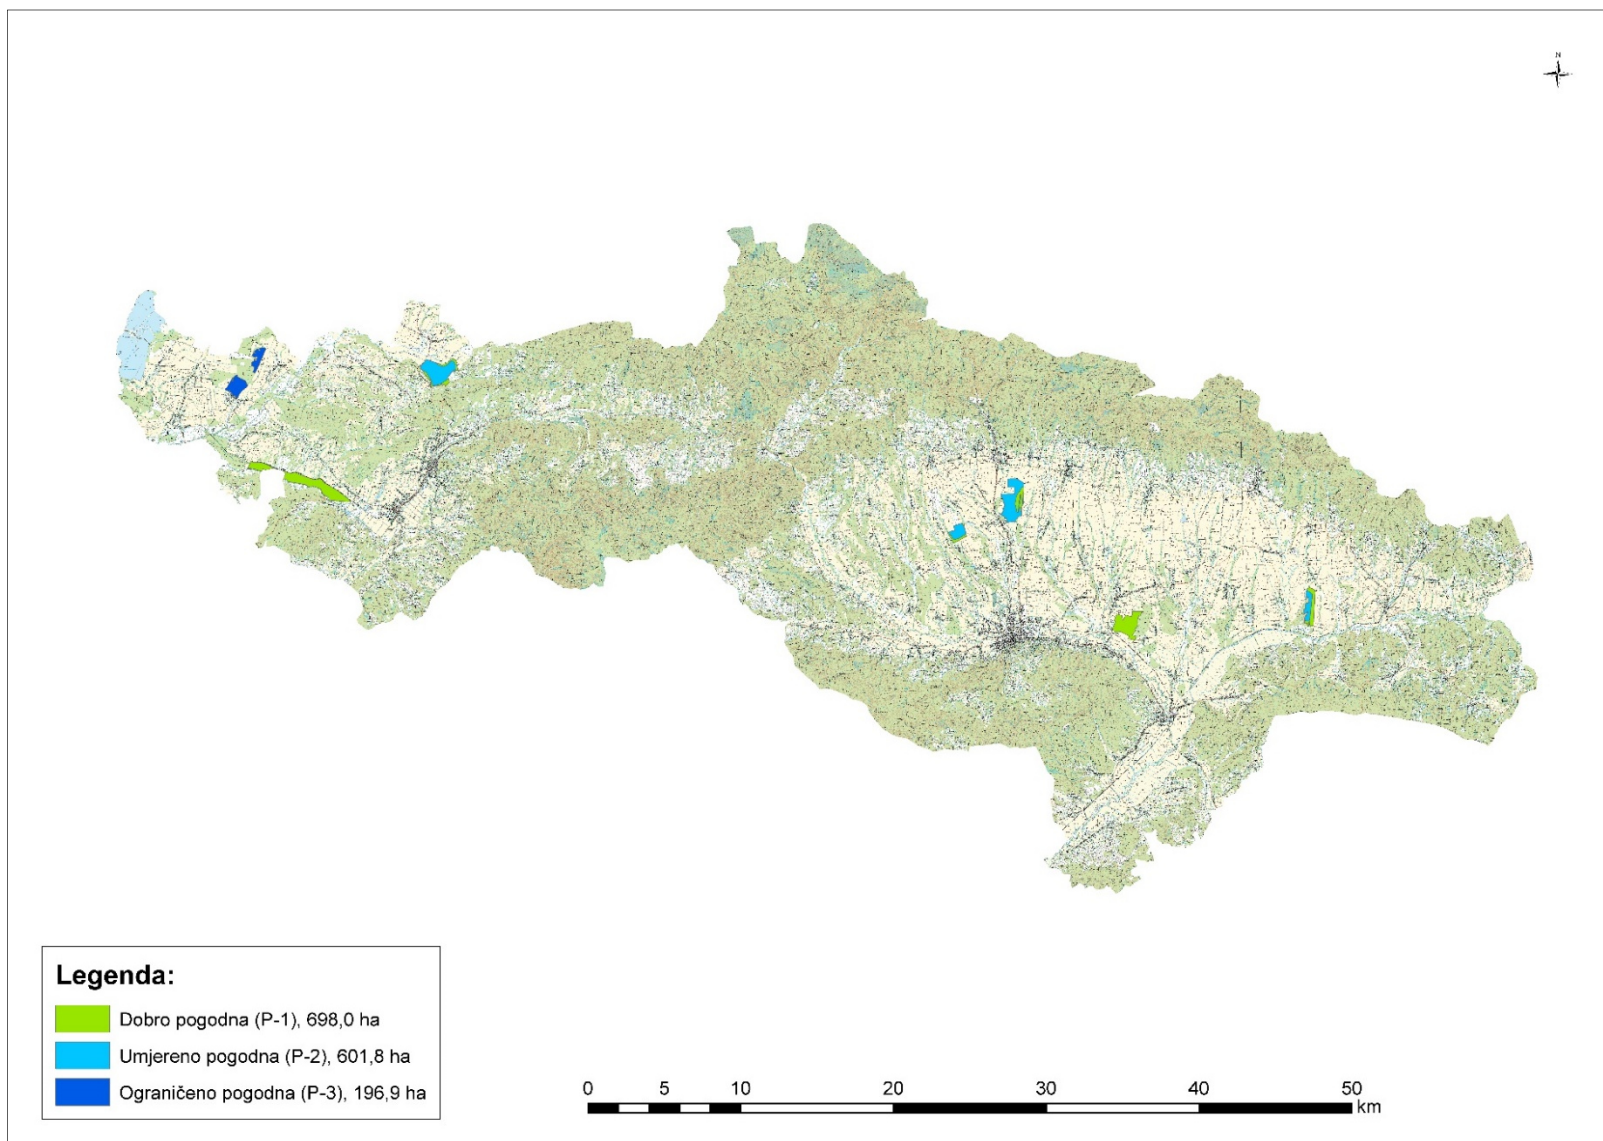 N
Legenda:
Dobro pogodna (P-1), 698,0 ha
Umjereno pogodna (P-2), 601,8 ha
Ograničeno pogodna (P-3), 196,9 ha
0 5 10 20 30 40 50
km